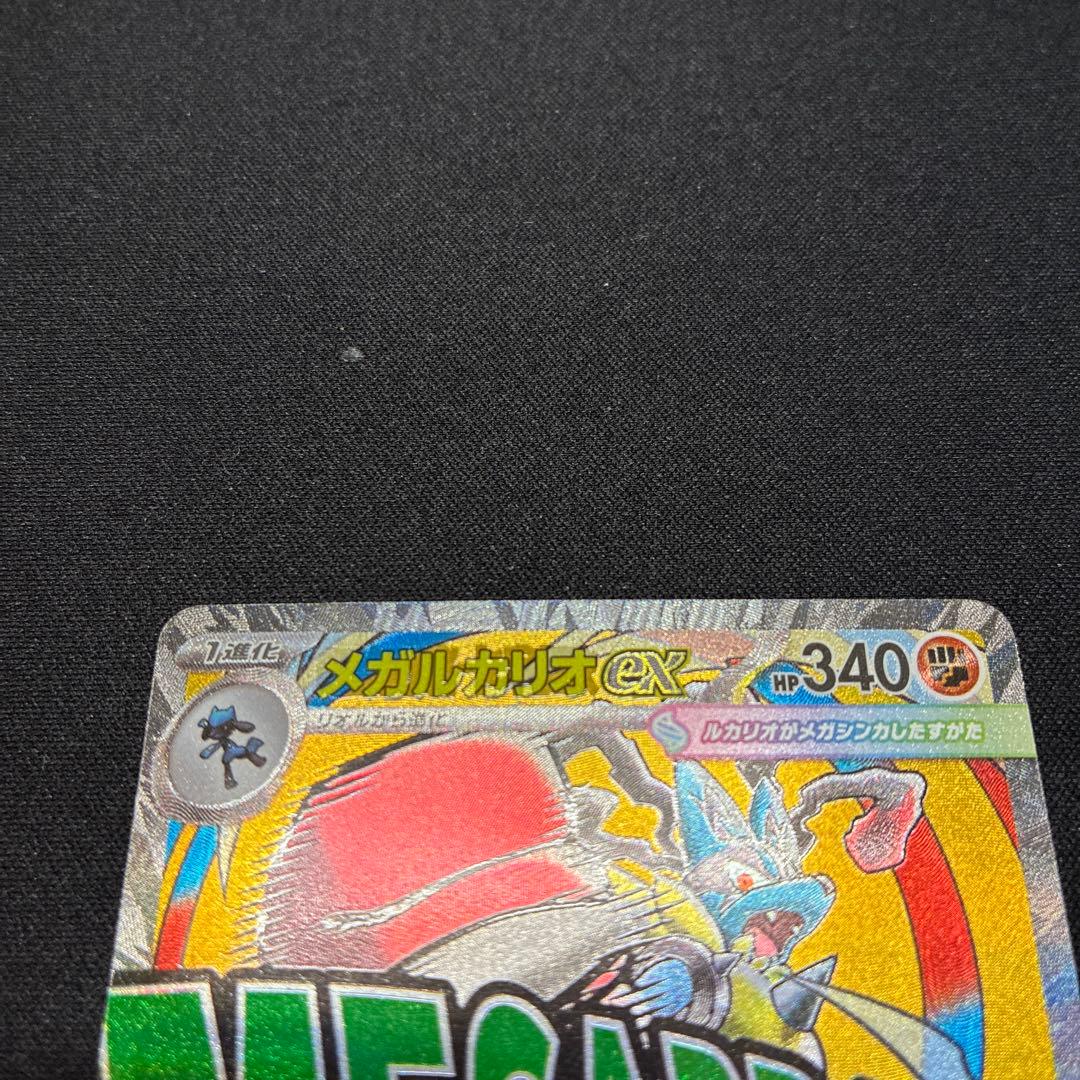 1進化
メガルカリオex
HP340
リオルから進化
ルカリオがメガシンカしたすがた